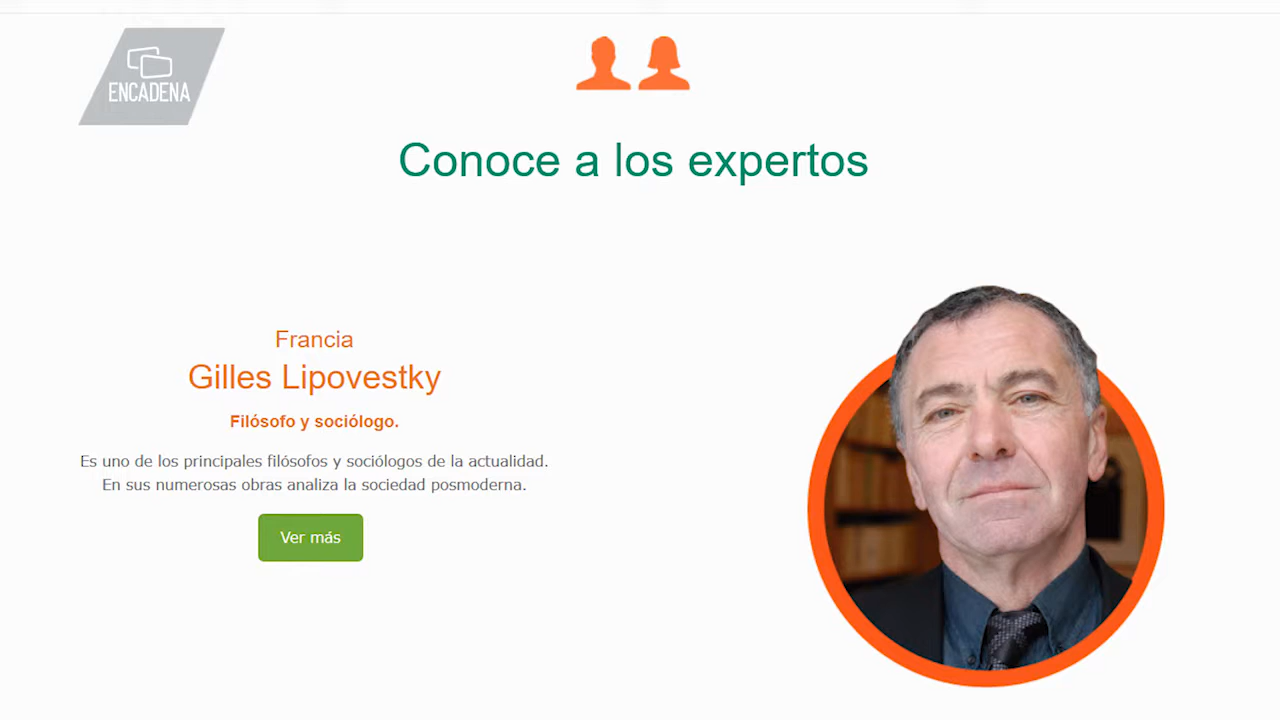 ENCADENA
Conoce a los expertos
Francia
Gilles Lipovestky
Filósofo y sociólogo.
Es uno de los principales filósofos y sociólogos de la actualidad.
En sus numerosas obras analiza la sociedad posmoderna.
Ver más